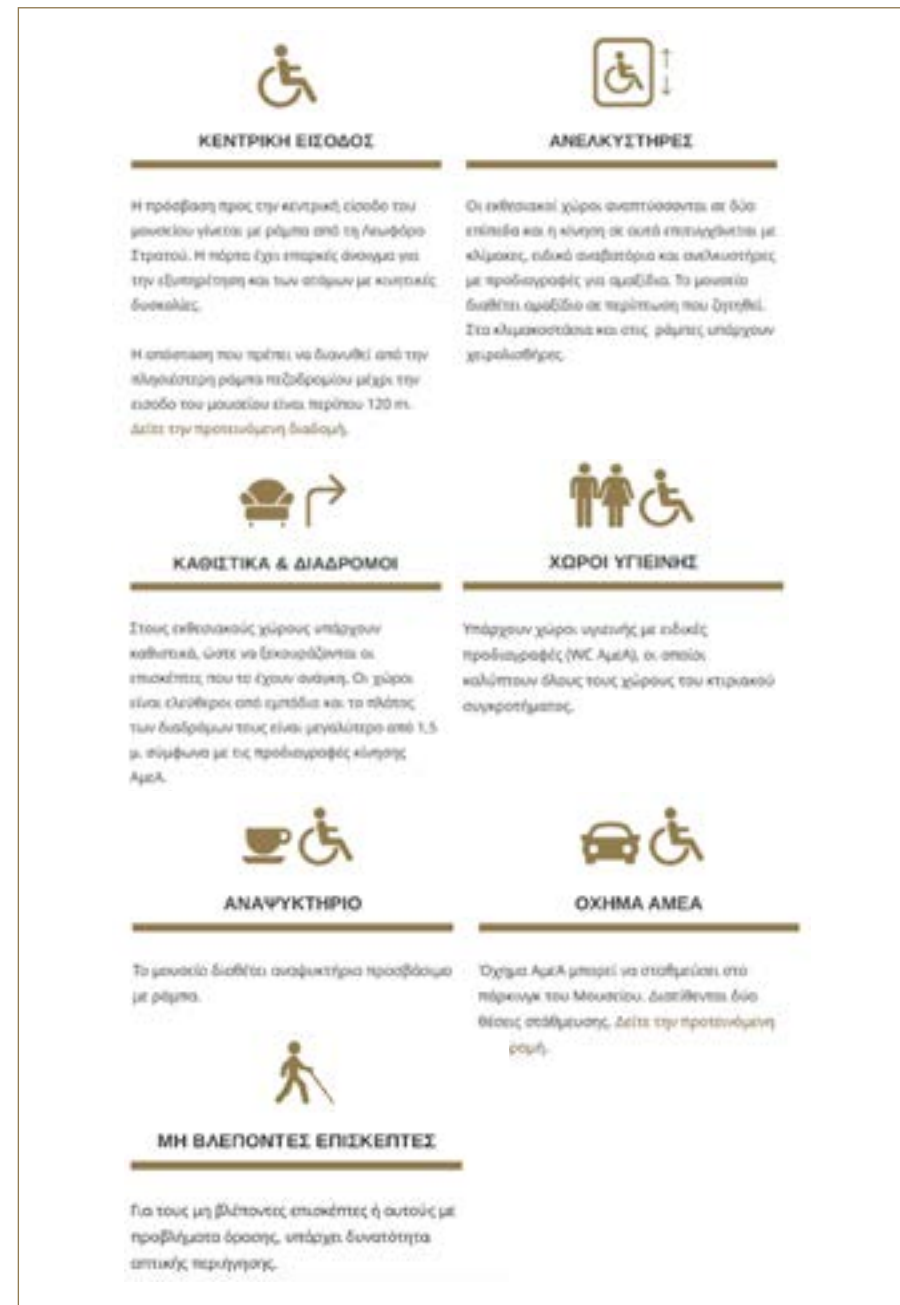 ΚΕΝΤΡΙΚΗ ΕΙΣΟΔΟΣ
Η πρόσβαση προς την κεντρική είσοδο του
μουσείου γίνεται με ράμπα από τη Λεωφόρο
Στρατού. Η πόρτα έχει επαρκές άνοιγμα για
την εξυπηρέτηση και των ατόμων με κινητικές
δυσκολίες.
Η απόσταση που πρέπει να διανυθεί από την
πλησιέστερη ράμπα πεζοδρομίου μέχρι την
εισοδο του μουσείου είναι περίπου 120 m.
Δείτε την προτεινόμενη διαδομή.
ΑΝΕΛΚΥΣΤΗΡΕΣ
Οι εκθεσιακοί χώροι αναπτύσσονται σε δύο
επίπεδα και η κίνηση σε αυτά επιτυγχάνεται με
κλίμακες, ειδικό αναβατόριο και ανελκυστήρες
με προδιαγραφές για αμαξίδια. Το μουσείο
διαθέτει αμαξίδιο σε περίπτωση που ζητηθεί.
Στα κλιμακοστάσια και στις ράμπες υπάρχουν
χειρολισθήρες.
ΚΑΘΙΣΤΙΚΑ & ΔΙΑΔΡΟΜΟΙ
Στους εκθεσιακούς χώρους υπάρχουν
καθιστικά, ώστε να ξεκουράζονται οι
επισκέπτες που το έχουν ανάγκη. Οι χώροι
είναι ελεύθεροι από εμπόδια και το πλάτος
των διαδρόμων τους είναι μεγαλύτερο από 1,5
μ. σύμφωνα με τις προδιαγραφές κίνησης
ΑμεΑ.
ΧΩΡΟΙ ΥΓΙΕΙΝΗΣ
Υπάρχουν χώροι υγιεινής με ειδικές
προδιαγραφές (WC ΑμεΑ), οι οποίοι
καλύπτουν όλους τους χώρους του κτιριακού
συγκροτήματος.
ΑΝΑΨΥΚΤΗΡΙΟ
Το μουσείο διαθέτει αναψυκτήριο προσβάσιμο
με ράμπα.
ΟΧΗΜΑ ΑΜΕΑ
Όχημα ΑμεΑ μπορεί να σταθμεύσει στο
πάρκινγκ του Μουσείου. Διατίθενται δύο
θέσεις στάθμευσης. Δείτε την προτεινόμενη
ρομή.
ΜΗ ΒΛΕΠΟΝΤΕΣ ΕΠΙΣΚΕΠΤΕΣ
Για τους μη βλέποντες επισκέπτες ή αυτούς με
προβλήματα όρασης, υπάρχει δυνατότητα
απτικής περιήγησης.